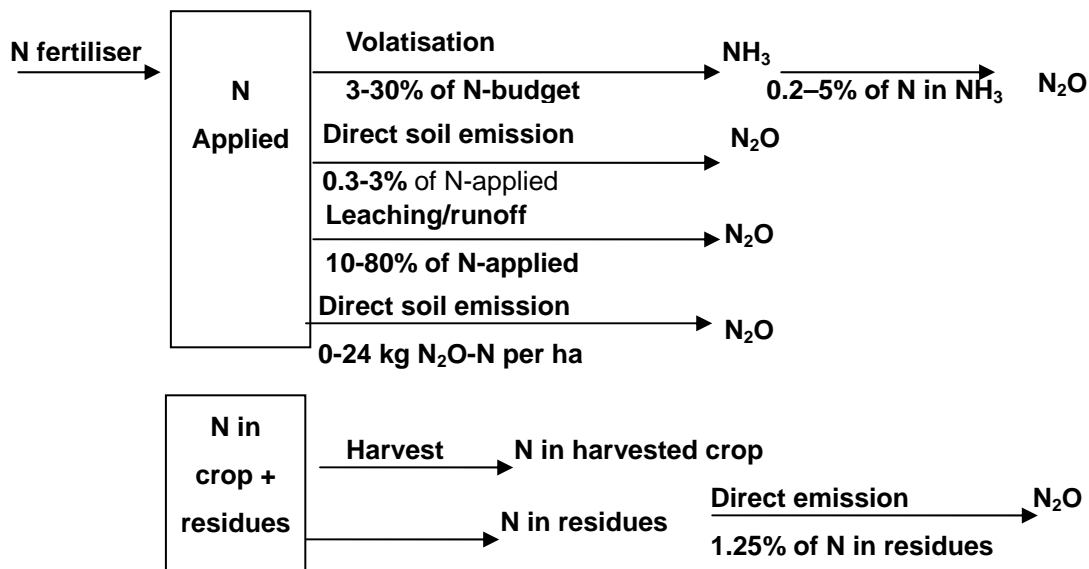 N fertiliser
N
Applied
Volatisation
3-30% of N-budget
NH₃
0.2–5% of N in NH₃
N₂O
Direct soil emission
0.3-3% of N-applied
N₂O
Leaching/runoff
10-80% of N-applied
N₂O
Direct soil emission
0-24 kg N₂O-N per ha
N₂O
N in
crop +
residues
Harvest
N in harvested crop
N in residues
Direct emission
1.25% of N in residues
N₂O